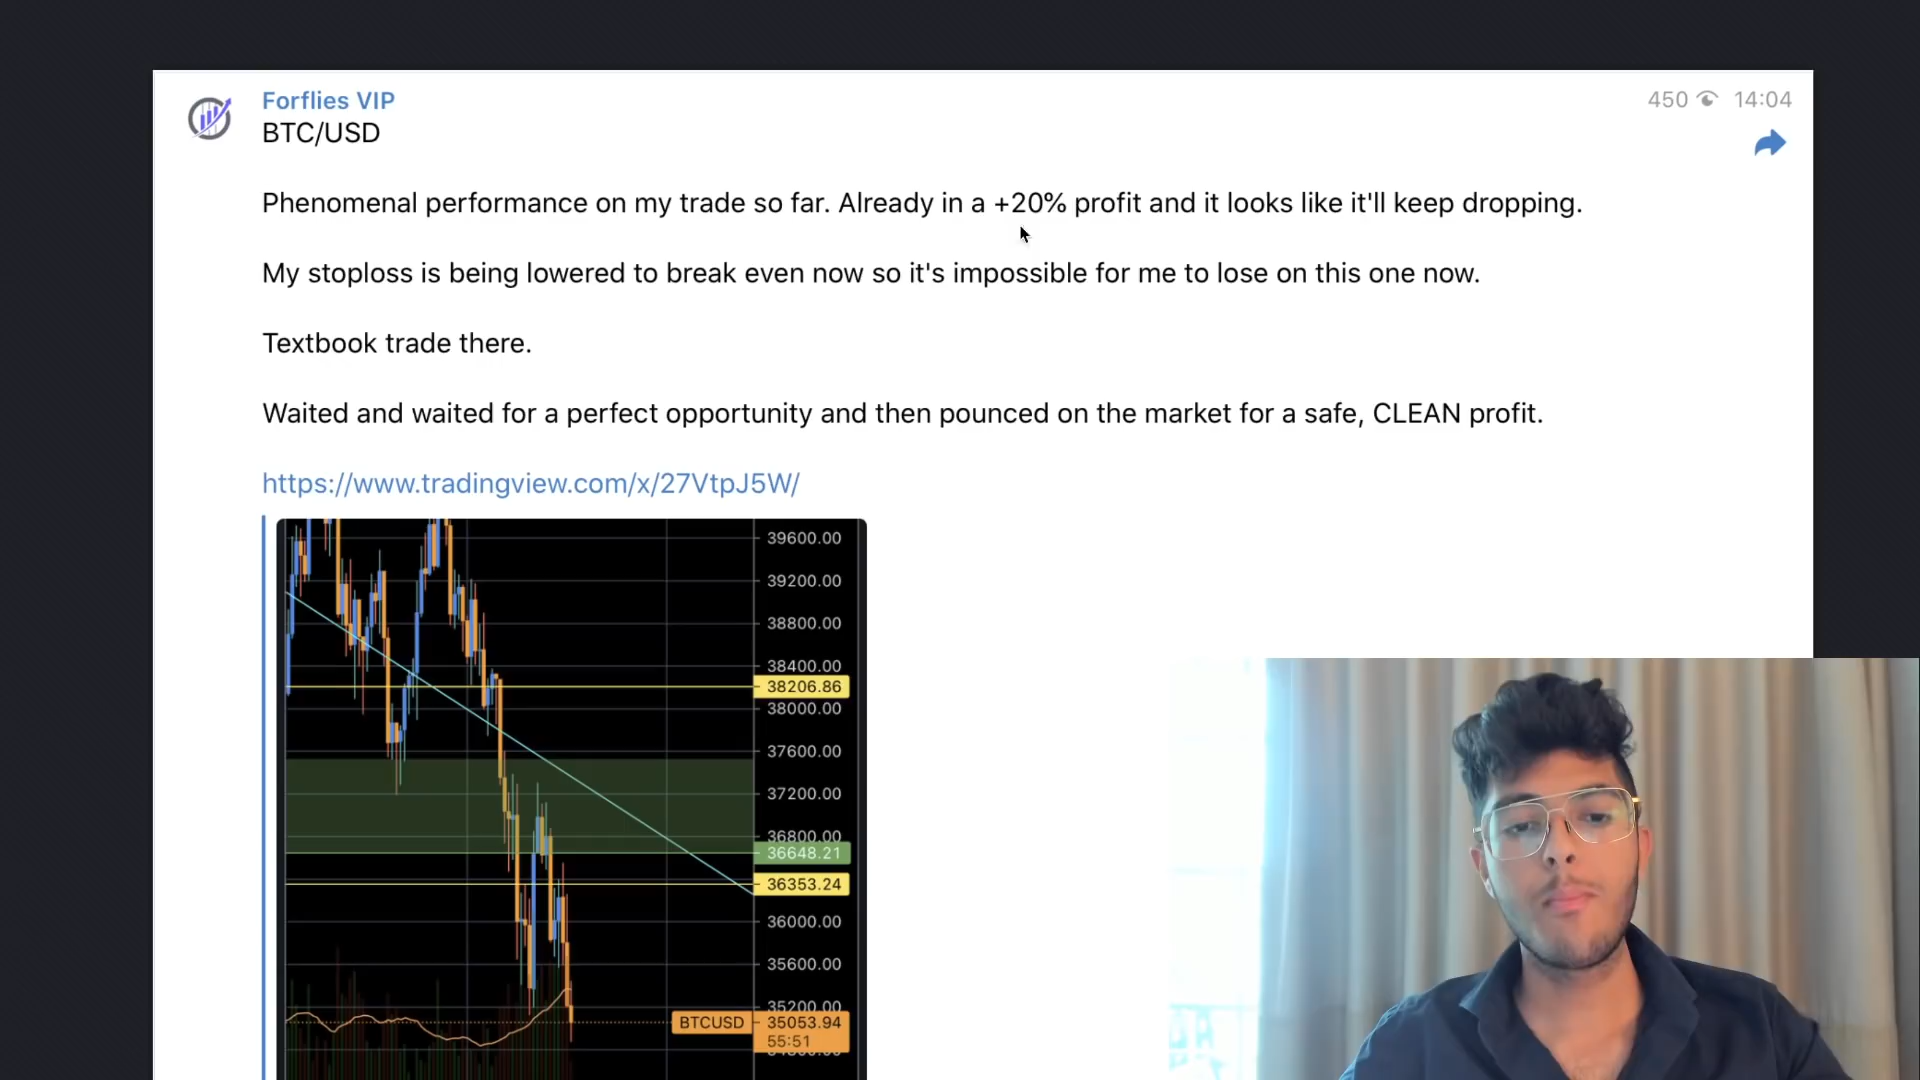 Forflies VIP
450 14:04
BTC/USD
Phenomenal performance on my trade so far. Already in a +20% profit and it looks like it'll keep dropping.
My stoploss is being lowered to break even now so it's impossible for me to lose on this one now.
Textbook trade there.
Waited and waited for a perfect opportunity and then pounced on the market for a safe, CLEAN profit.
https://www.tradingview.com/x/27VtpJ5W/
39600.00
39200.00
38800.00
38400.00
38206.86
38000.00
37600.00
37200.00
36800.00
36648.21
36353.24
36000.00
35600.00
35200.00
BTCUSD 35053.94
55:51